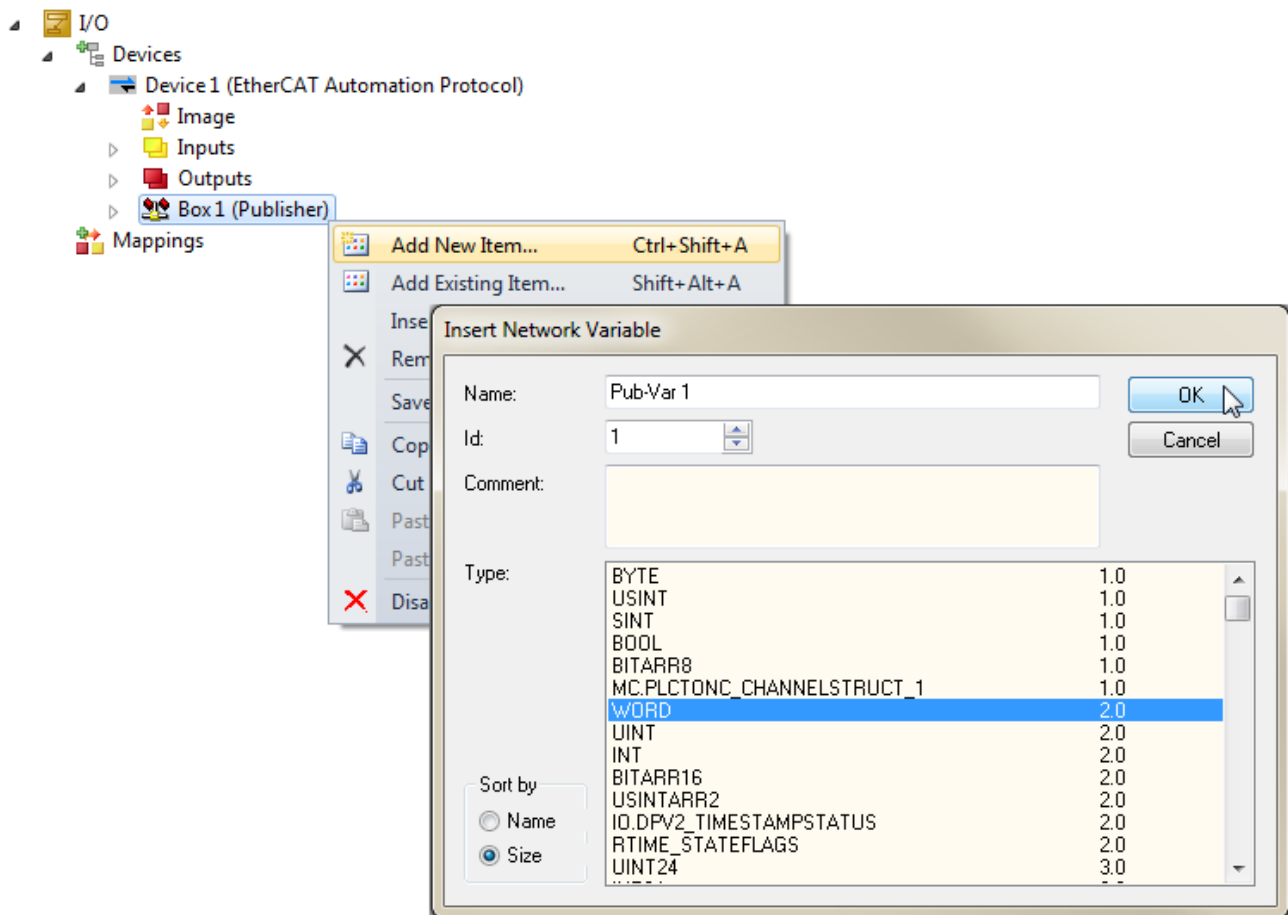 I/O
Devices
Device 1 (EtherCAT Automation Protocol)
Image
Inputs
Outputs
Box 1 (Publisher)
Mappings
Add New Item... Ctrl+Shift+A
Add Existing Item... Shift+Alt+A
Inse
Rem
Save
Cop
Cut
Past
Past
Disa
Insert Network Variable
Name: Pub-Var 1
OK
Id: 1
Cancel
Comment:
Type:
BYTE 1.0
USINT 1.0
SINT 1.0
BOOL 1.0
BITARR8 1.0
MC.PLCTONC_CHANNELSTRUCT_1 1.0
WORD 2.0
UINT 2.0
INT 2.0
BITARR16 2.0
USINTARR2 2.0
IO.DPV2_TIMESTAMPSTATUS 2.0
RTIME_STATEFLAGS 2.0
UINT24 3.0
Sort by
Name
Size